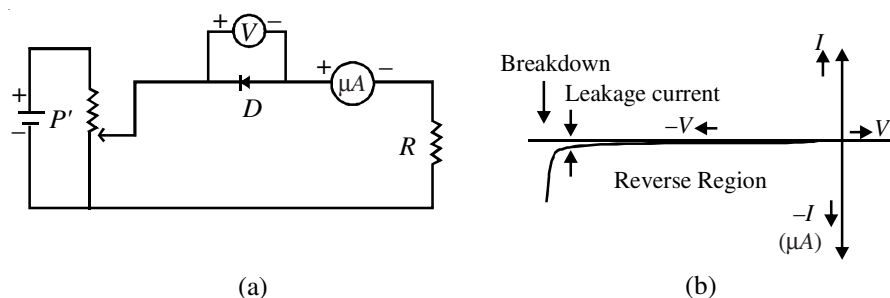 + V −
+ P' −
D
+ μA −
R
(a)
Breakdown
Leakage current
I
−V
V
Reverse Region
−I
(μA)
(b)